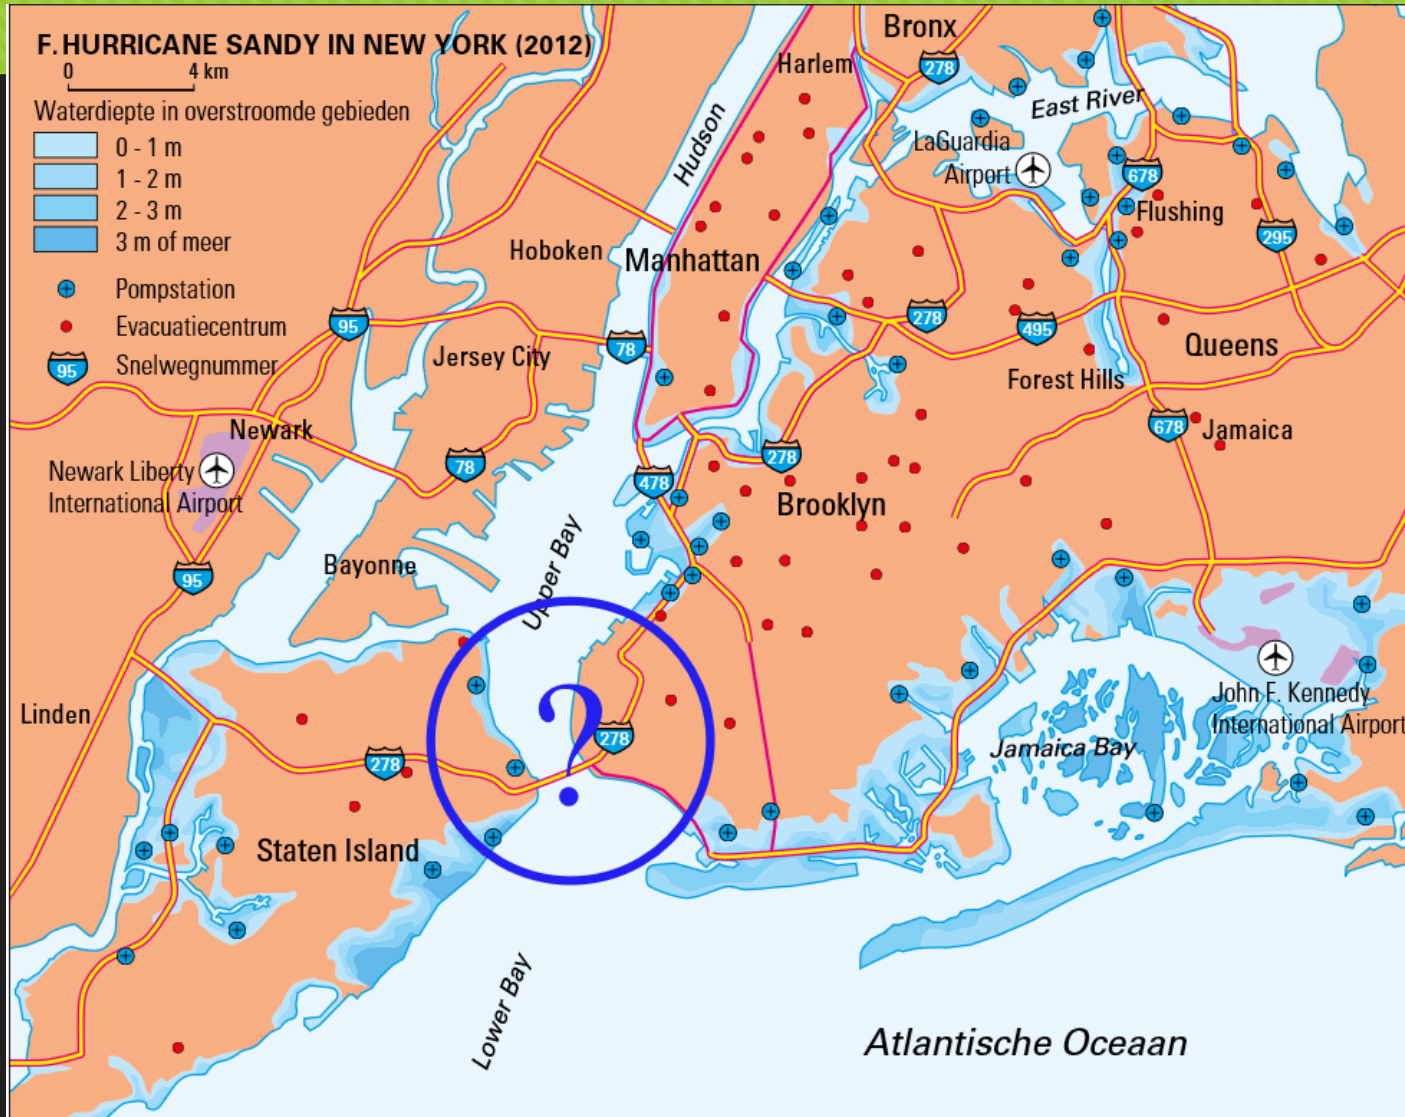 F. HURRICANE SANDY IN NEW YORK (2012)
0 4 km
Waterdiepte in overstroomde gebieden
0 - 1 m
1 - 2 m
2 - 3 m
3 m of meer
Pompstation
Evacuatiecentrum
95 Snelwegnummer
Bronx
278
Harlem
Hudson
East River
LaGuardia
Airport
678
Flushing
295
Hoboken
Manhattan
95
78
278
495
Queens
Jersey City
Forest Hills
Newark
678
Jamaica
Newark Liberty
International Airport
78
278
478
Brooklyn
Upper Bay
Bayonne
95
John F. Kennedy
International Airport
Linden
?
278
278
Jamaica Bay
Staten Island
Lower Bay
Atlantische Oceaan